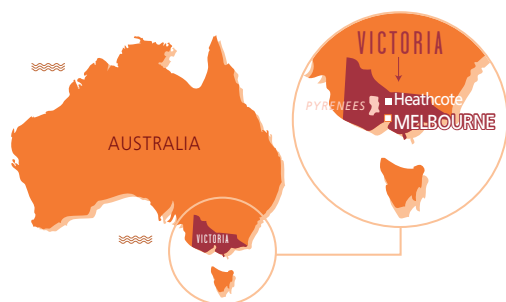 VICTORIA
PYRENEES
Heathcote
MELBOURNE
AUSTRALIA
VICTORIA